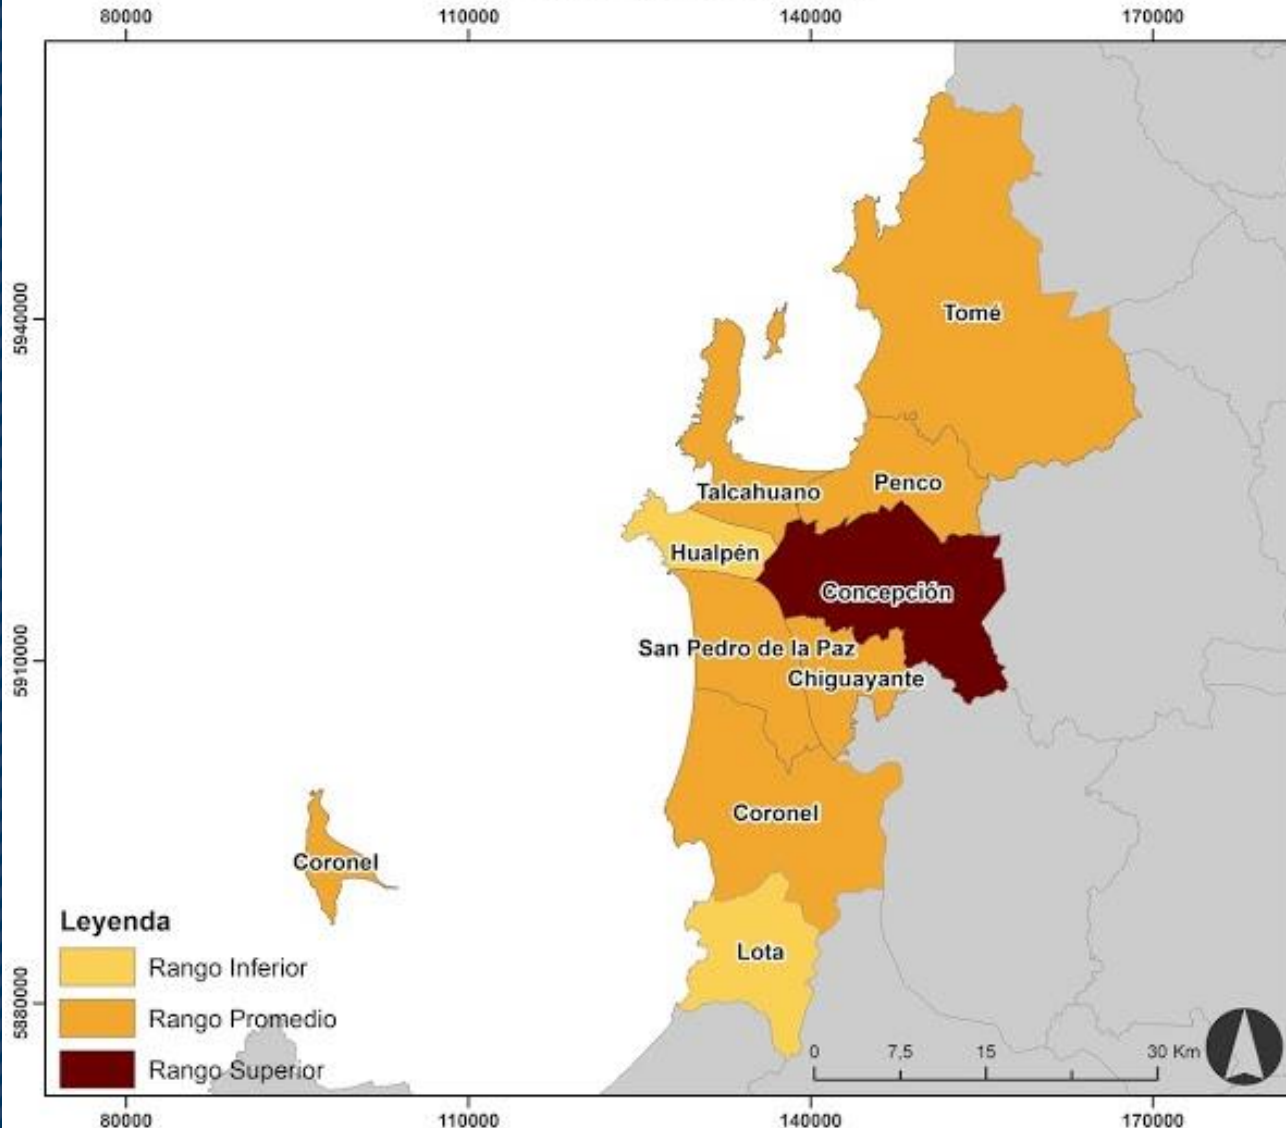 80000
110000
140000
170000
5940000
5910000
5880000
Tomé
Penco
Talcahuano
Hualpén
Concepción
San Pedro de la Paz
Chiguayante
Coronel
Coronel
Lota
Leyenda
Rango Inferior
Rango Promedio
Rango Superior
0 7,5 15 30 Km
80000
110000
140000
170000